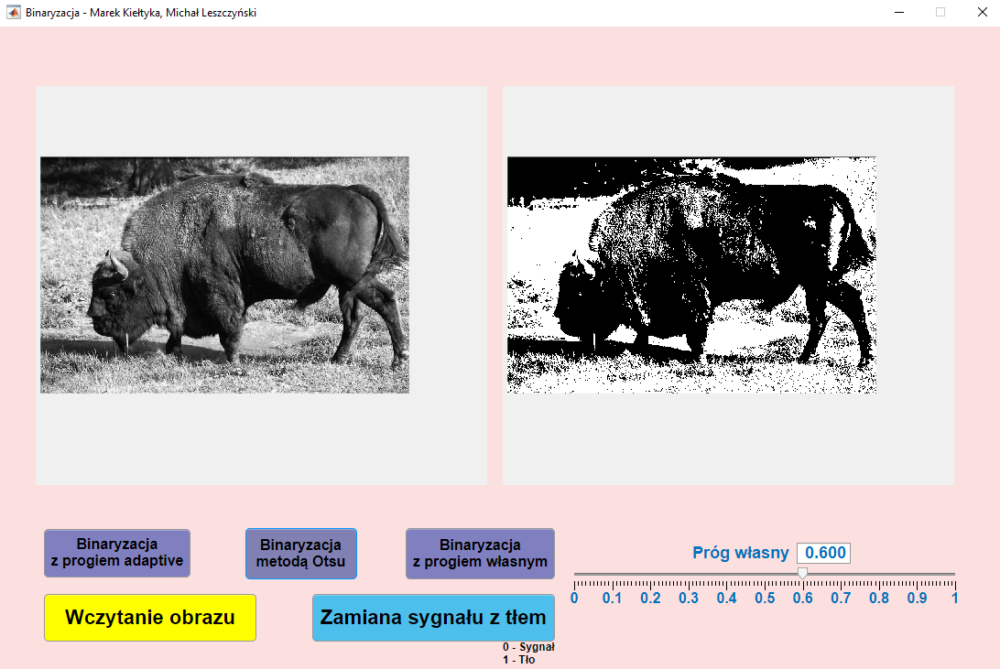 Binaryzacja - Marek Kiełtyka, Michał Leszczyński
Binaryzacja
z progiem adaptive
Binaryzacja
metodą Otsu
Binaryzacja
z progiem własnym
Próg własny 0.600
0 0.1 0.2 0.3 0.4 0.5 0.6 0.7 0.8 0.9 1
Wczytanie obrazu
Zamiana sygnału z tłem
0 - Sygnał
1 - Tło